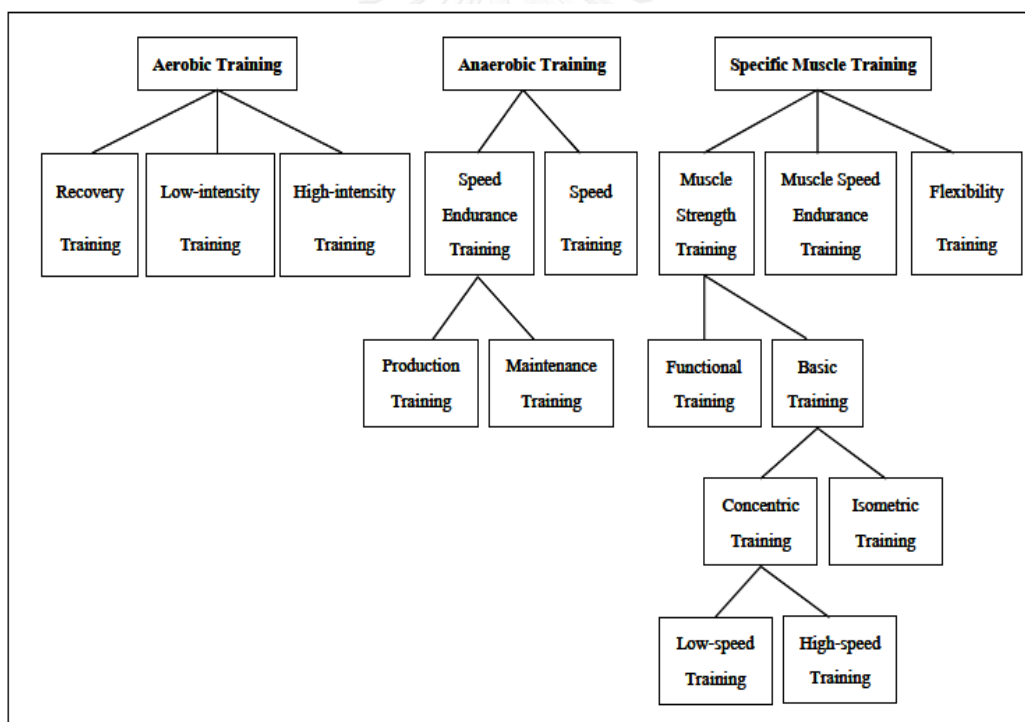 Aerobic Training
Anaerobic Training
Specific Muscle Training
Recovery
Training
Low-intensity
Training
High-intensity
Training
Speed
Endurance
Training
Speed
Training
Muscle
Strength
Training
Muscle Speed
Endurance
Training
Flexibility
Training
Production
Training
Maintenance
Training
Functional
Training
Basic
Training
Concentric
Training
Isometric
Training
Low-speed
Training
High-speed
Training